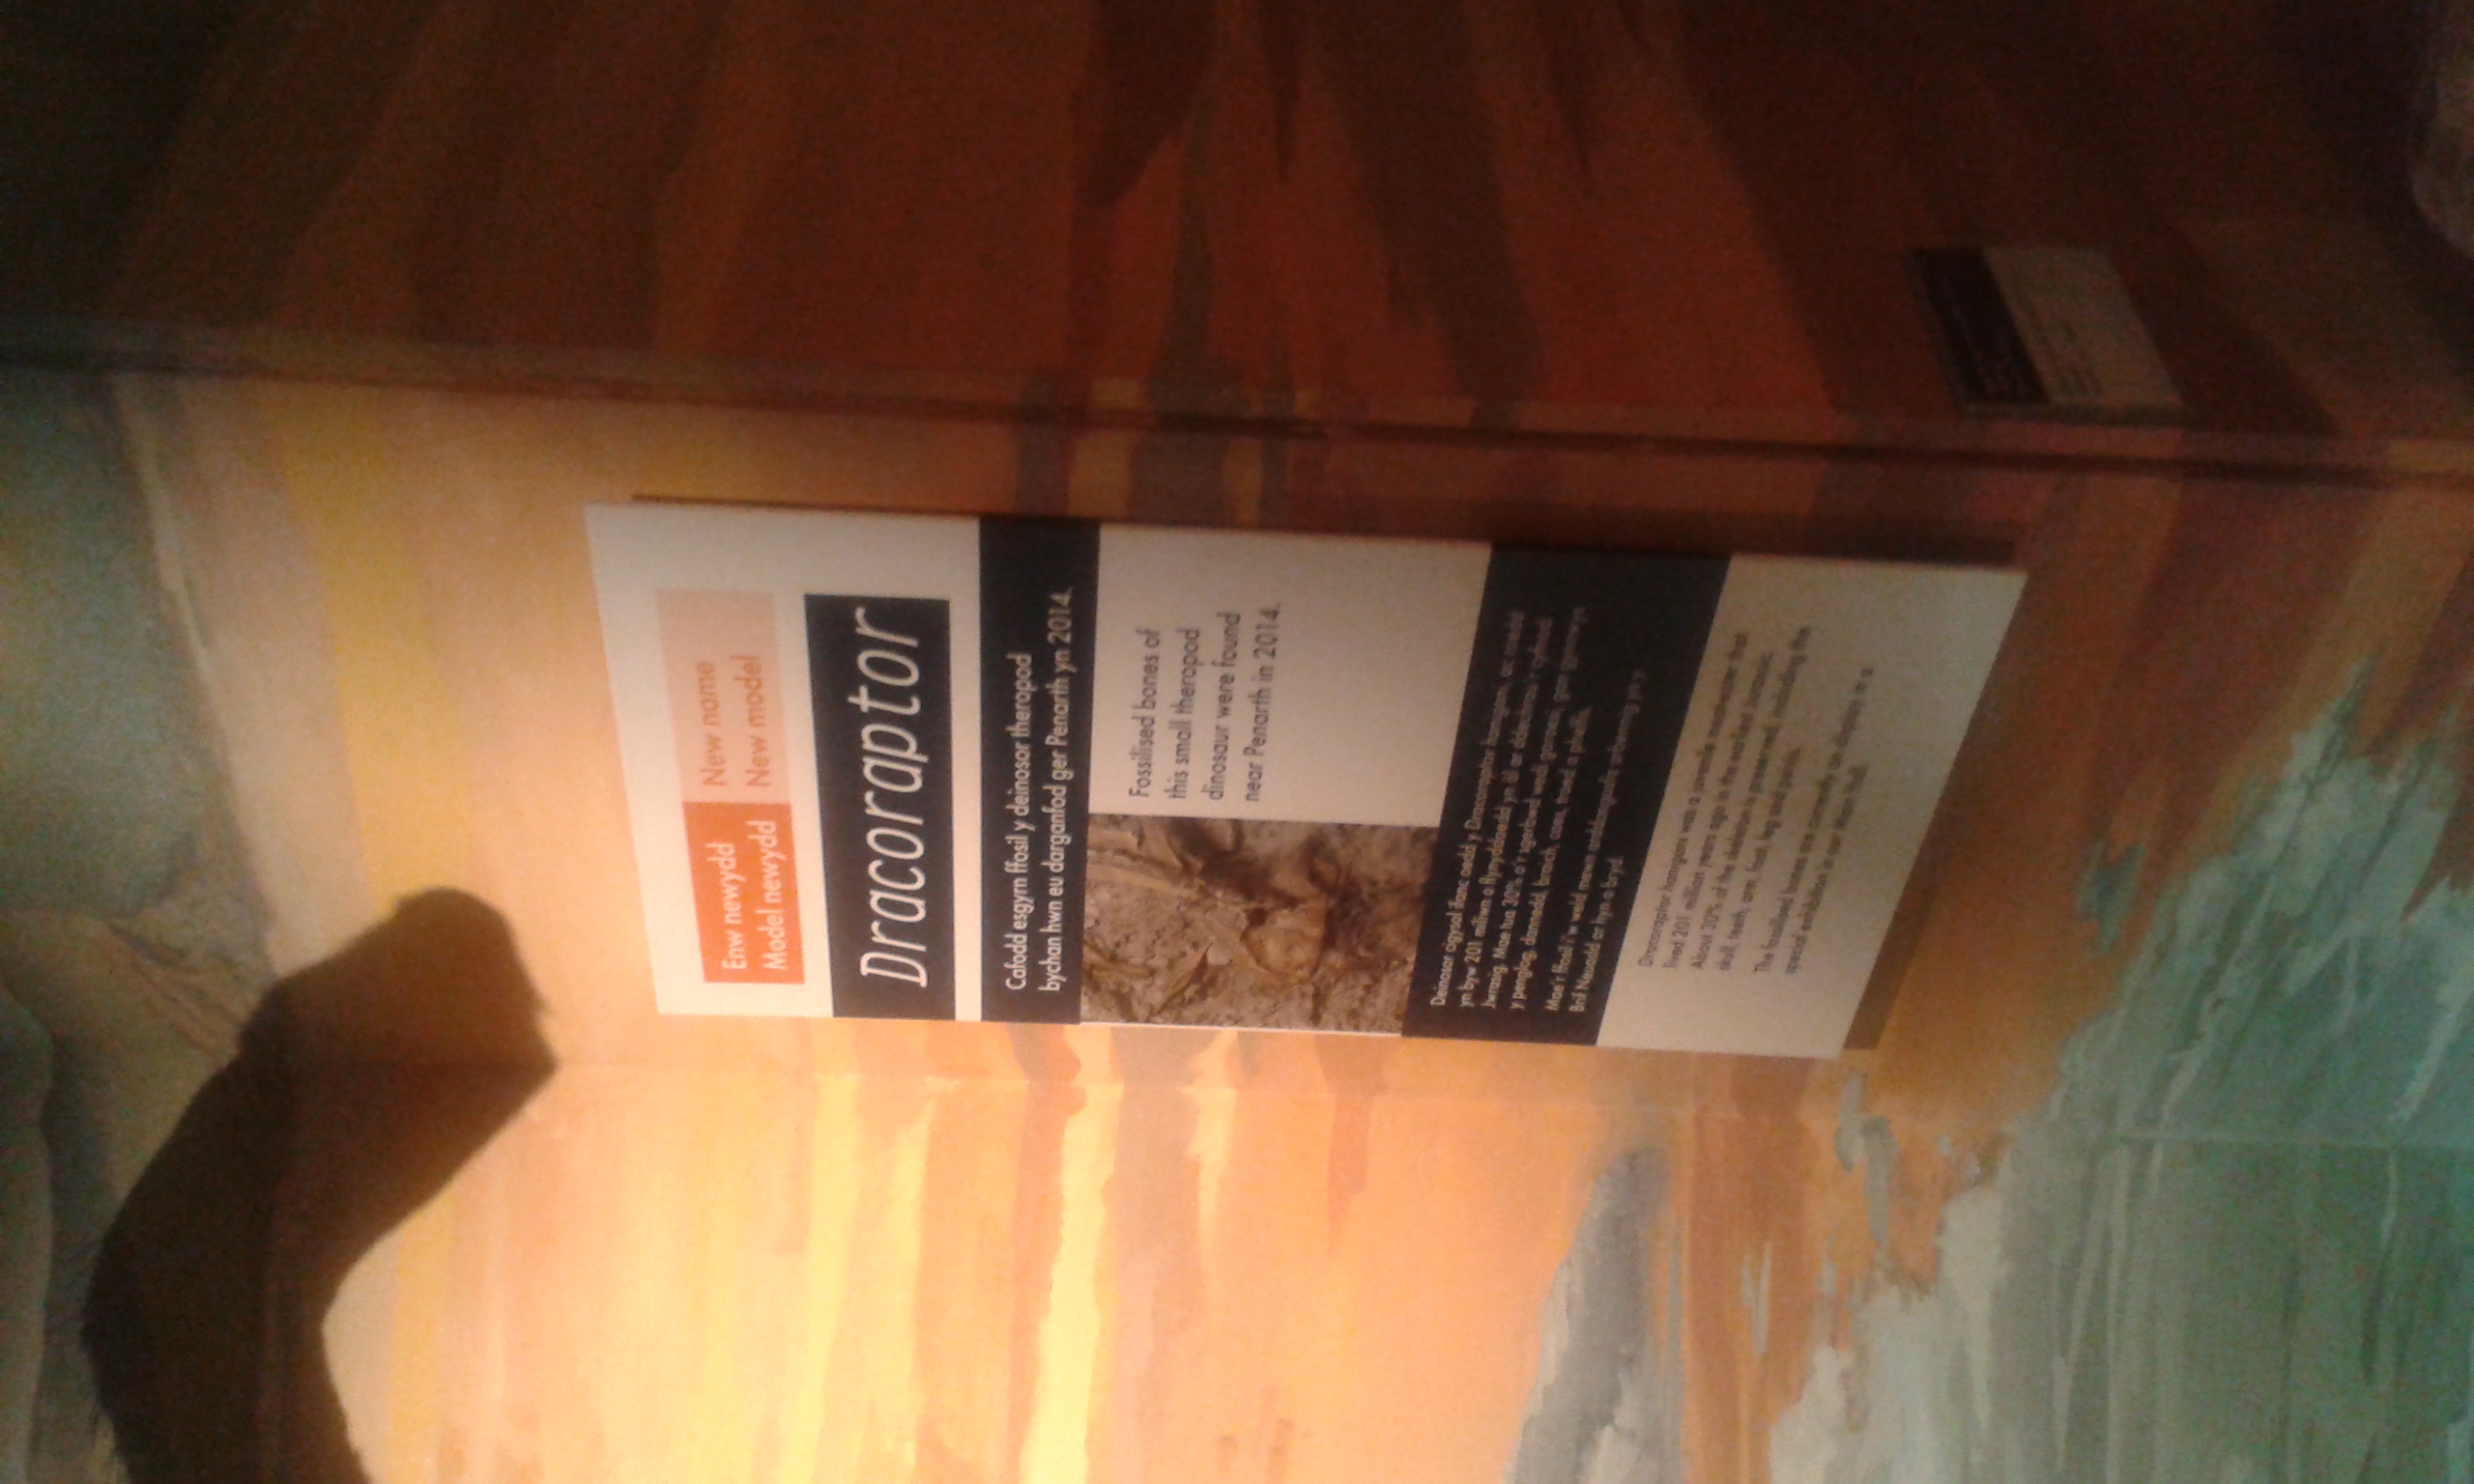 Enw newydd
Model newydd
New name
New model
Dracoraptor
Cafodd esgyrn ffosil y deinosor theropod
bychan hwn eu darganfod ger Penarth yn 2014.
Fossilised bones of
this small theropod
dinosaur were found
near Penarth in 2014.
Deinosor cigysol ifanc oedd y Dracoraptor hanigani, ac roedd
yn byw 201 miliwn o flynyddoedd yn ôl ar ddechrau'r cyfnod
Jwrasig. Mae tua 30% o'r sgerbwd wedi goroesi, gan gynnwys
y penglog, dannedd, braich, coes, troed a phelfis.
Mae'r ffosil i'w weld mewn arddangosfa arbennig yn y
Brif Neuadd ar hyn o bryd.
Dracoraptor hanigani was a juvenile meateater that
lived 201 million years ago in the earliest Jurassic.
About 30% of the skeleton is preserved, including the
skull, teeth, arm, foot, leg and pelvis.
The fossilised bones are currently on display in a
special exhibition in our Main Hall.